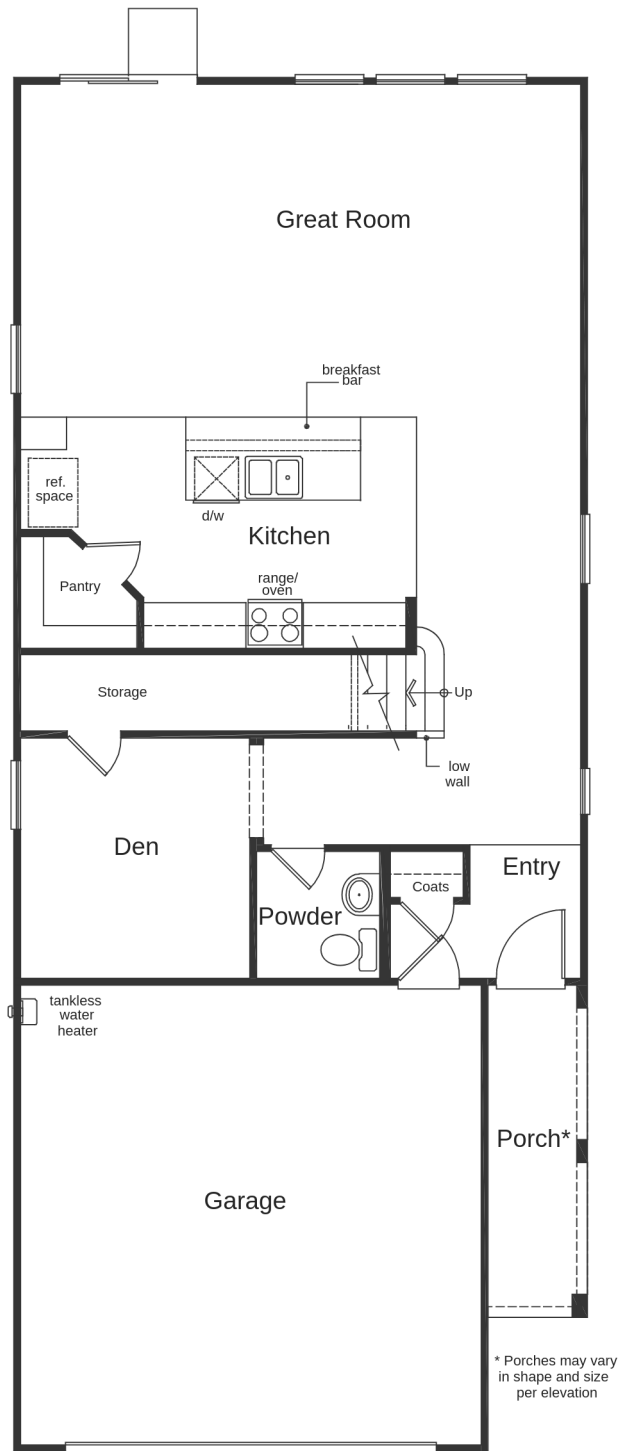 Great Room
breakfast
bar
ref.
space
d/w
Kitchen
Pantry
range/
oven
Storage
Up
low
wall
Den
Entry
Coats
Powder
tankless
water
heater
Porch*
Garage
* Porches may vary
in shape and size
per elevation